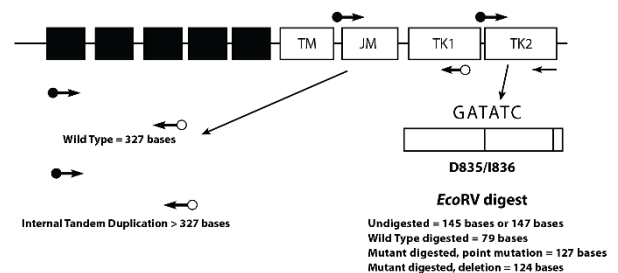 TM JM TK1 TK2
GATATC
Wild Type = 327 bases
D835/I836
EcoRV digest
Internal Tandem Duplication > 327 bases
Undigested = 145 bases or 147 bases
Wild Type digested = 79 bases
Mutant digested, point mutation = 127 bases
Mutant digested, deletion = 124 bases